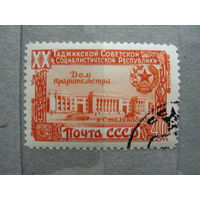 XX
Таджикской Советской
Социалистической Республики
Дом
правительства
в Сталинабаде
Почта СССР